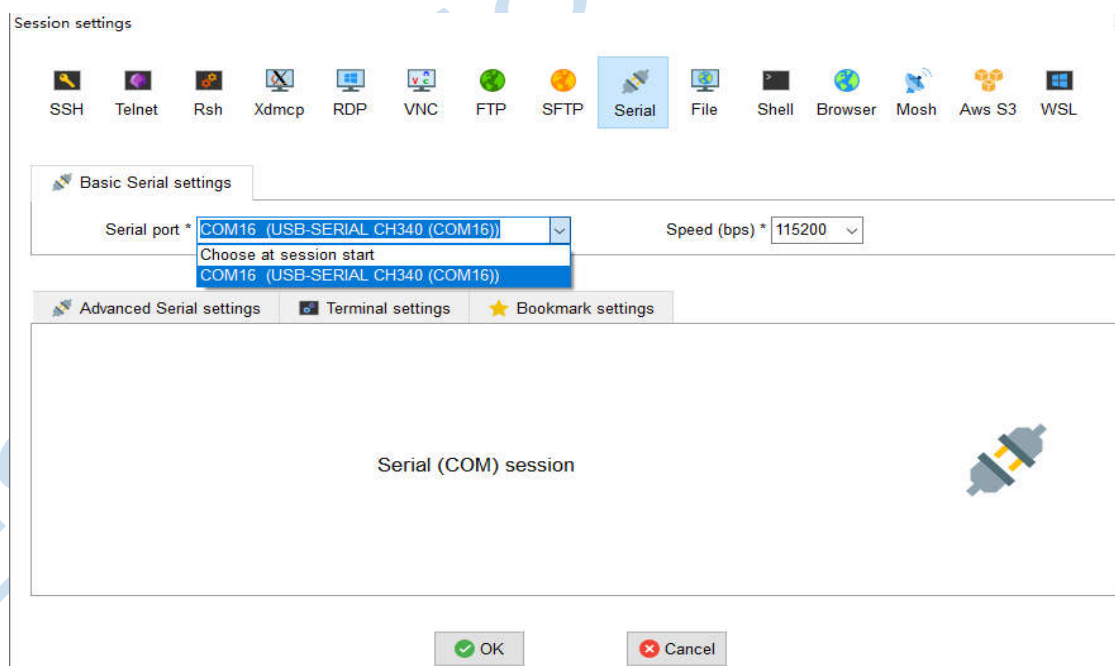 Session settings
SSH Telnet Rsh Xdmcp RDP VNC FTP SFTP Serial File Shell Browser Mosh Aws S3 WSL
Basic Serial settings
Serial port * COM16 (USB-SERIAL CH340 (COM16)) Speed (bps) * 115200
Choose at session start
COM16 (USB-SERIAL CH340 (COM16))
Advanced Serial settings Terminal settings Bookmark settings
Serial (COM) session
OK Cancel